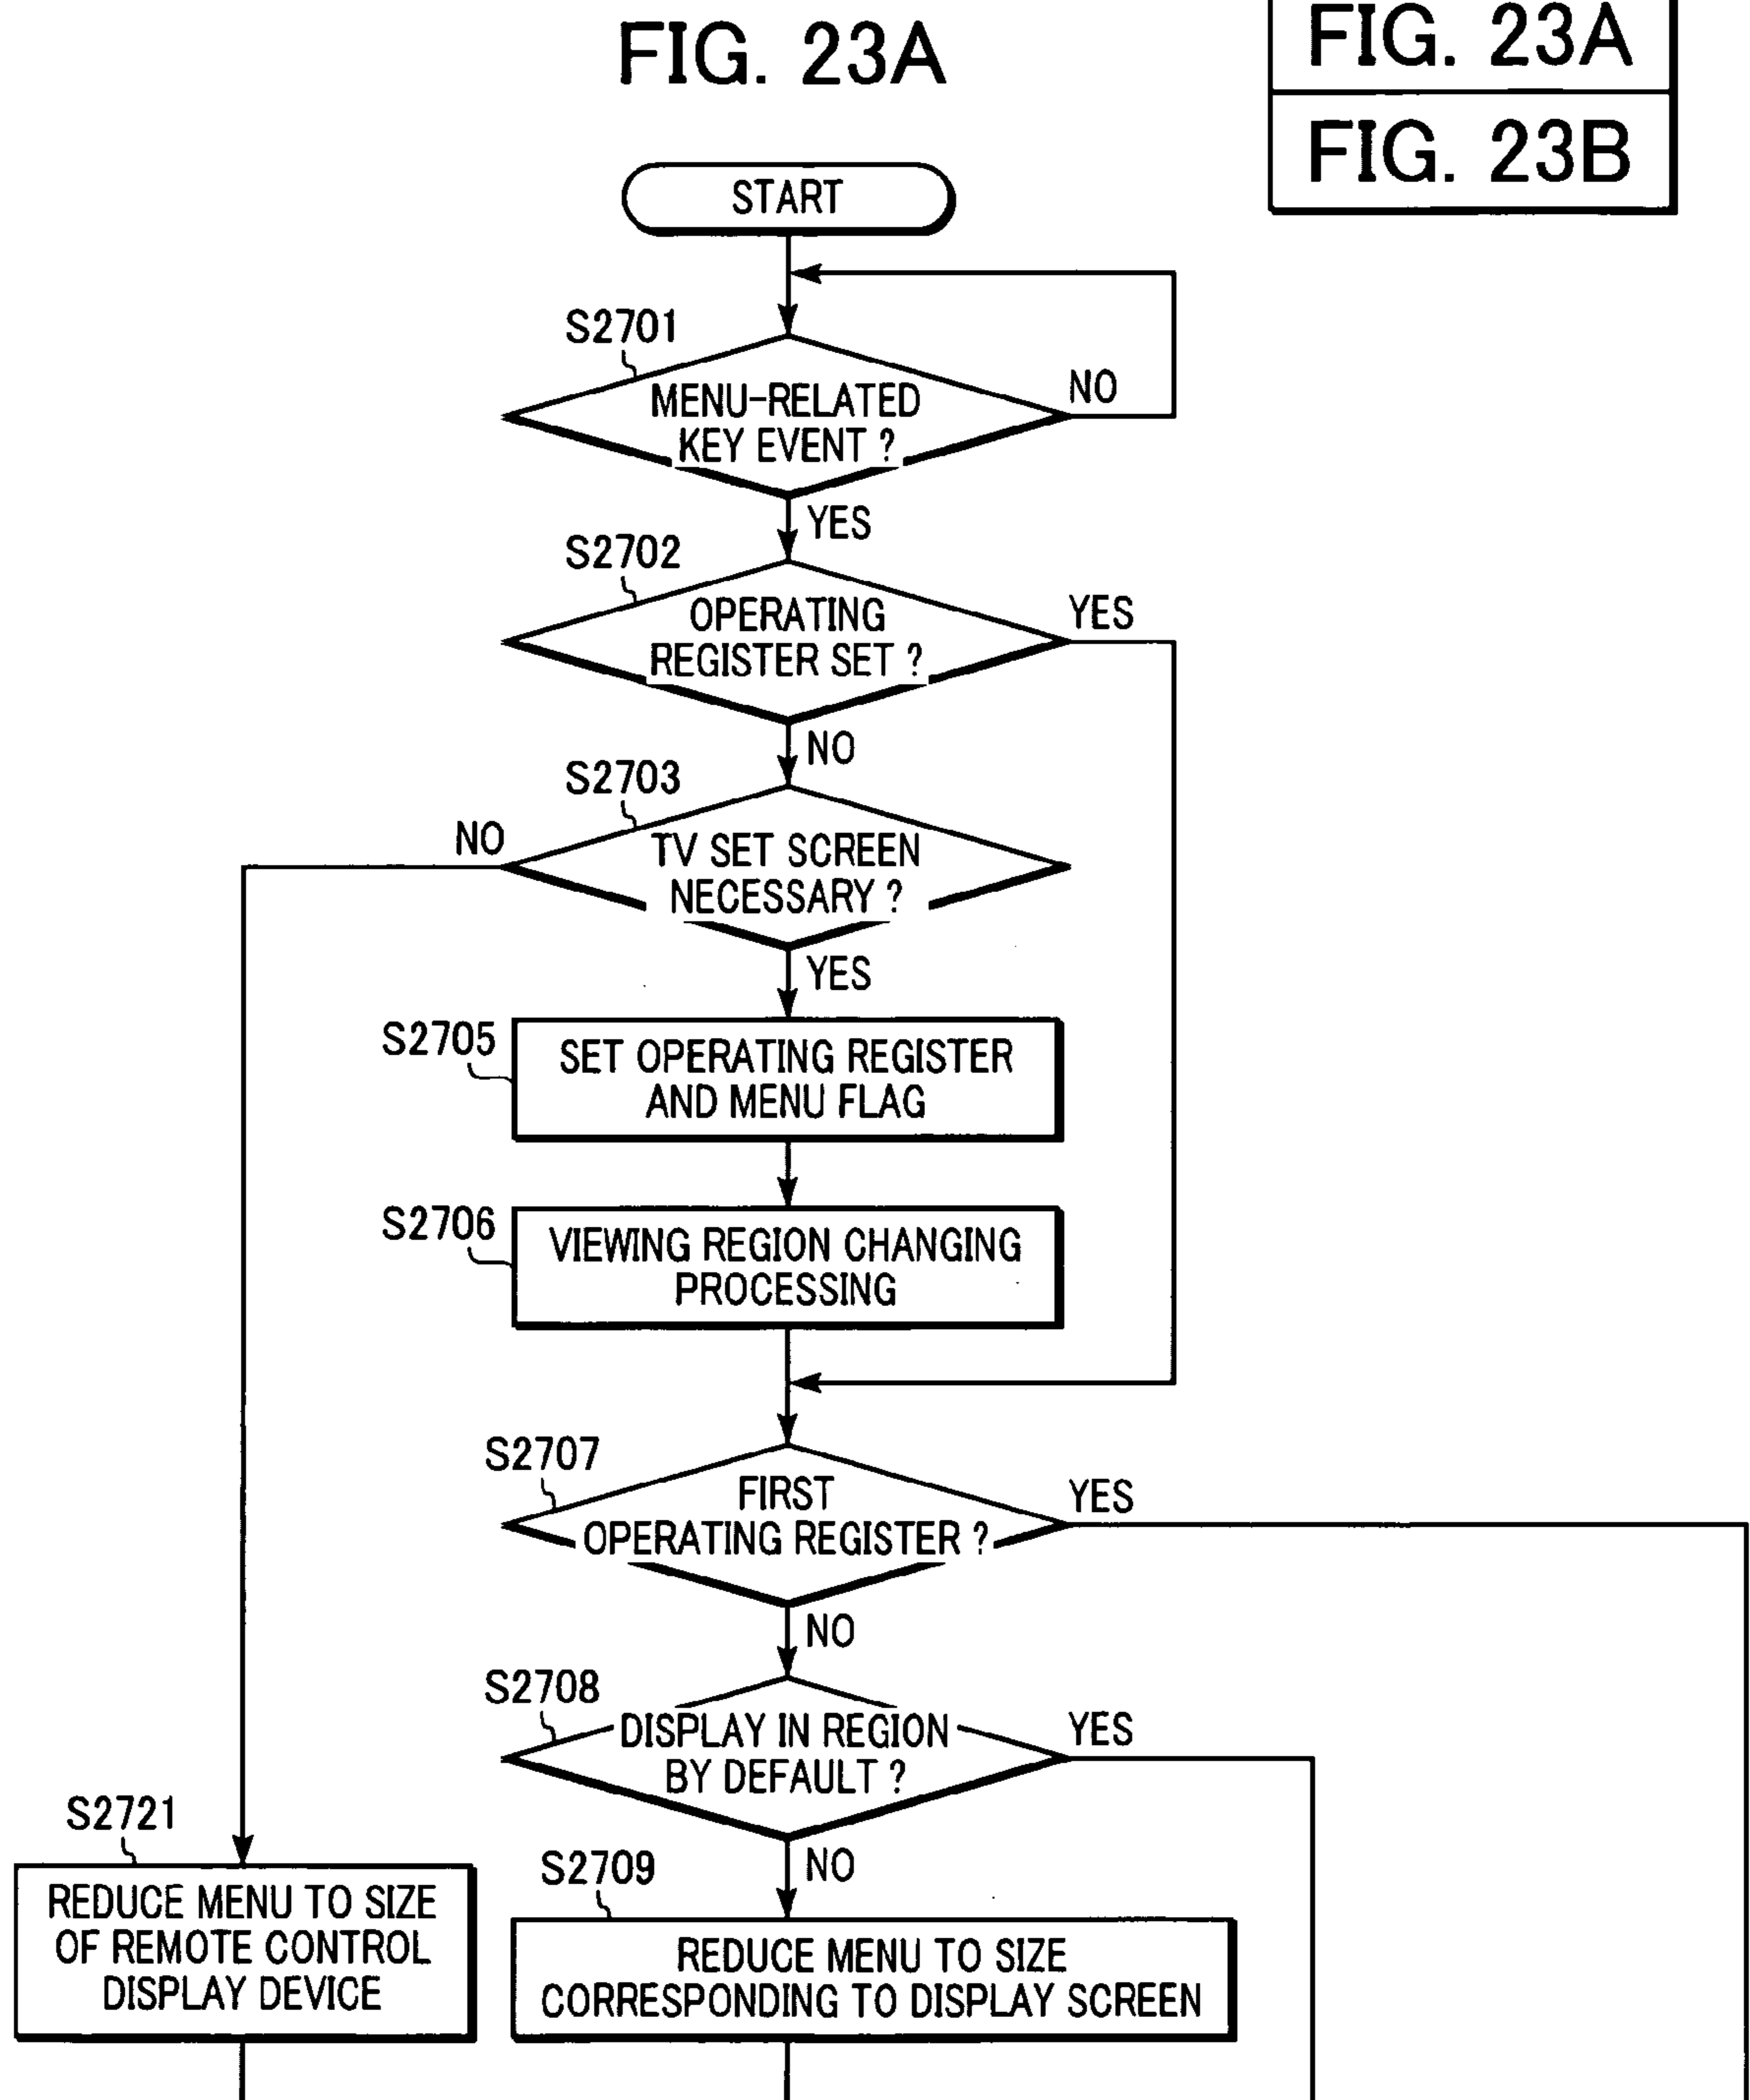 FIG. 23A
FIG. 23A
FIG. 23B
START
S2701
MENU-RELATED
KEY EVENT ?
NO
YES
S2702
OPERATING
REGISTER SET ?
YES
NO
S2703
TV SET SCREEN
NECESSARY ?
NO
YES
S2705
SET OPERATING REGISTER
AND MENU FLAG
S2706
VIEWING REGION CHANGING
PROCESSING
S2707
FIRST
OPERATING REGISTER ?
YES
NO
S2708
DISPLAY IN REGION
BY DEFAULT ?
YES
NO
S2721
REDUCE MENU TO SIZE
OF REMOTE CONTROL
DISPLAY DEVICE
S2709
REDUCE MENU TO SIZE
CORRESPONDING TO DISPLAY SCREEN